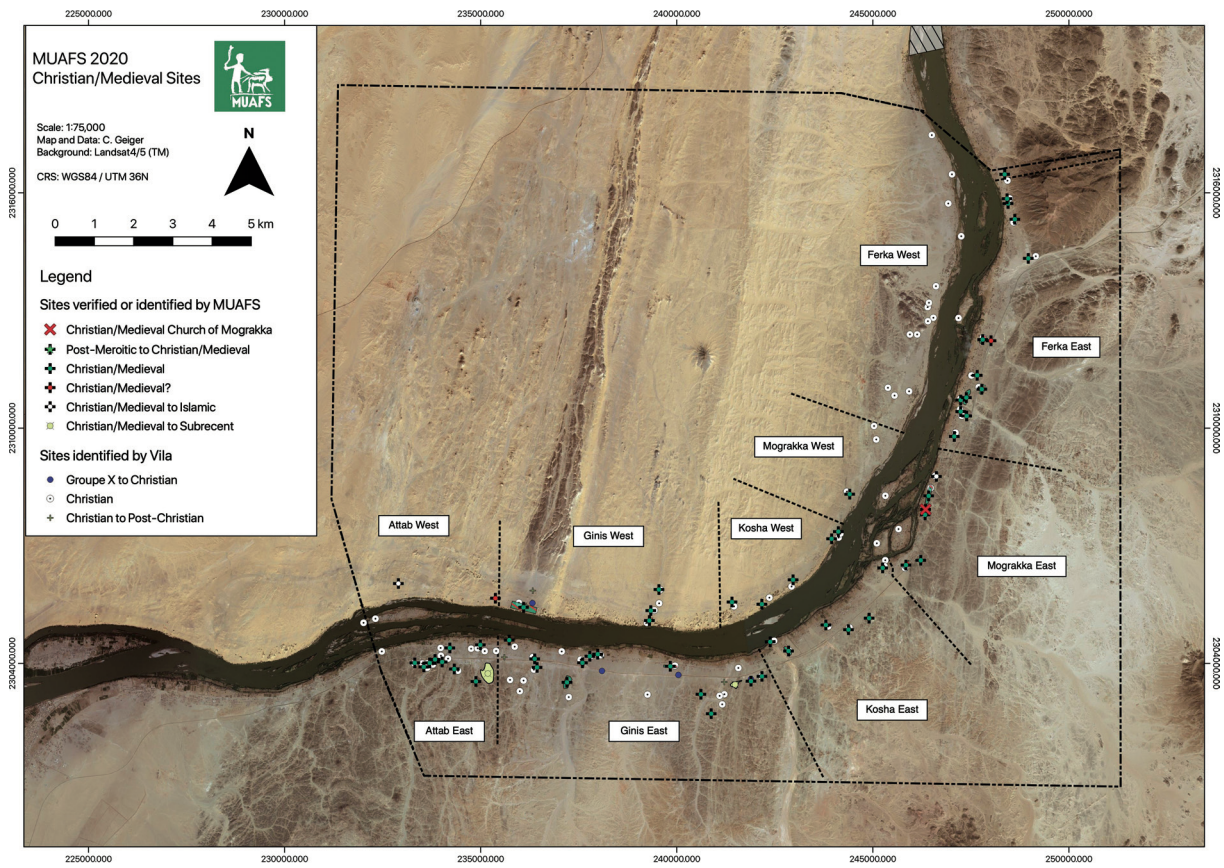 225000.000 230000.000 235000.000 240000.000 245000.000 250000.000
MUAFS 2020
Christian/Medieval Sites
MUAFS
Scale: 1:75,000
Map and Data: C. Geiger
Background: Landsat4/5 (TM)
CRS: WGS84 / UTM 36N
N
0 1 2 3 4 5 km
Legend
Sites verified or identified by MUAFS
Christian/Medieval Church of Mograkka
Post-Meroitic to Christian/Medieval
Christian/Medieval
Christian/Medieval?
Christian/Medieval to Islamic
Christian/Medieval to Subrecent
Sites identified by Vila
Groupe X to Christian
Christian
Christian to Post-Christian
Ferka West
Ferka East
Mograkka West
Attab West
Ginis West
Kosha West
Mograkka East
Kosha East
Attab East
Ginis East
2316000.000
2310000.000
2304000.000
2316000.000
2310000.000
2304000.000
225000.000 230000.000 235000.000 240000.000 245000.000 250000.000